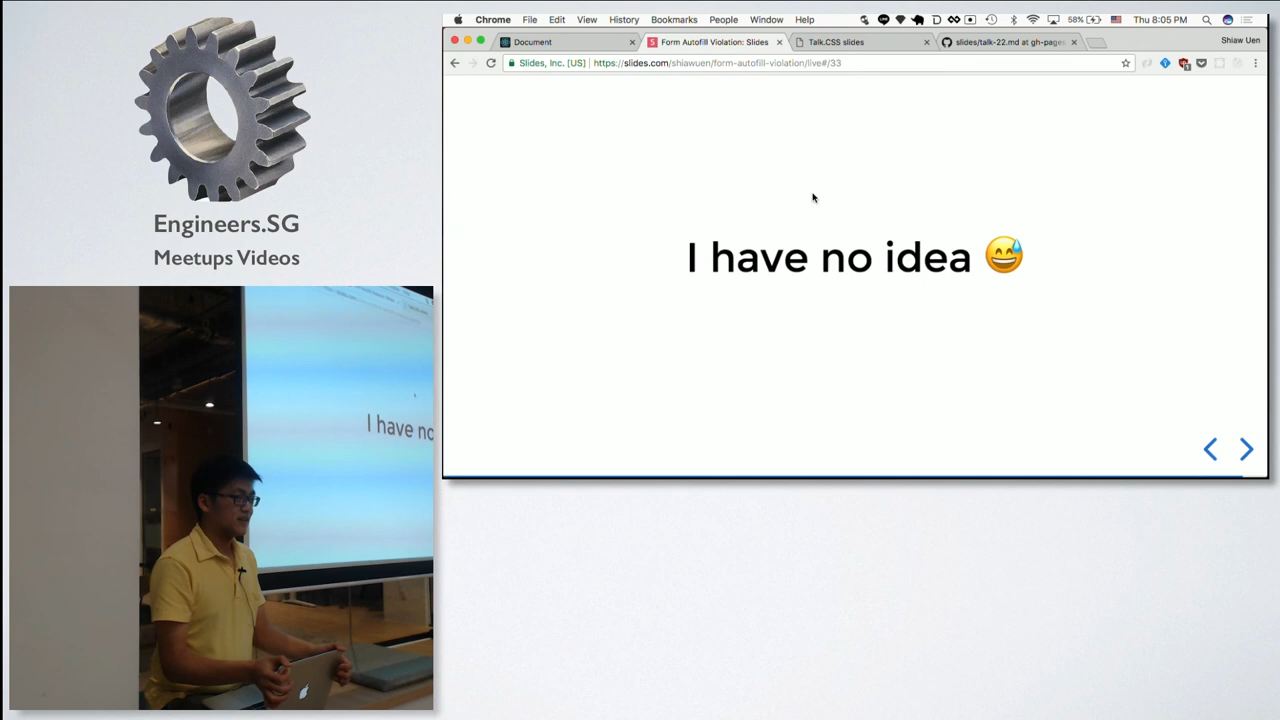 Engineers.SG
Meetups Videos
Chrome File Edit View History Bookmarks People Window Help
58% Thu 8:05 PM
Document
Form Autofill Violation: Slides
Talk.CSS slides
slides/talk-22.md at gh-pages
Shiaw Uen
Slides, Inc. [US] | https://slides.com/shiawuen/form-autofill-violation/live#/33
I have no idea 😅
I have no